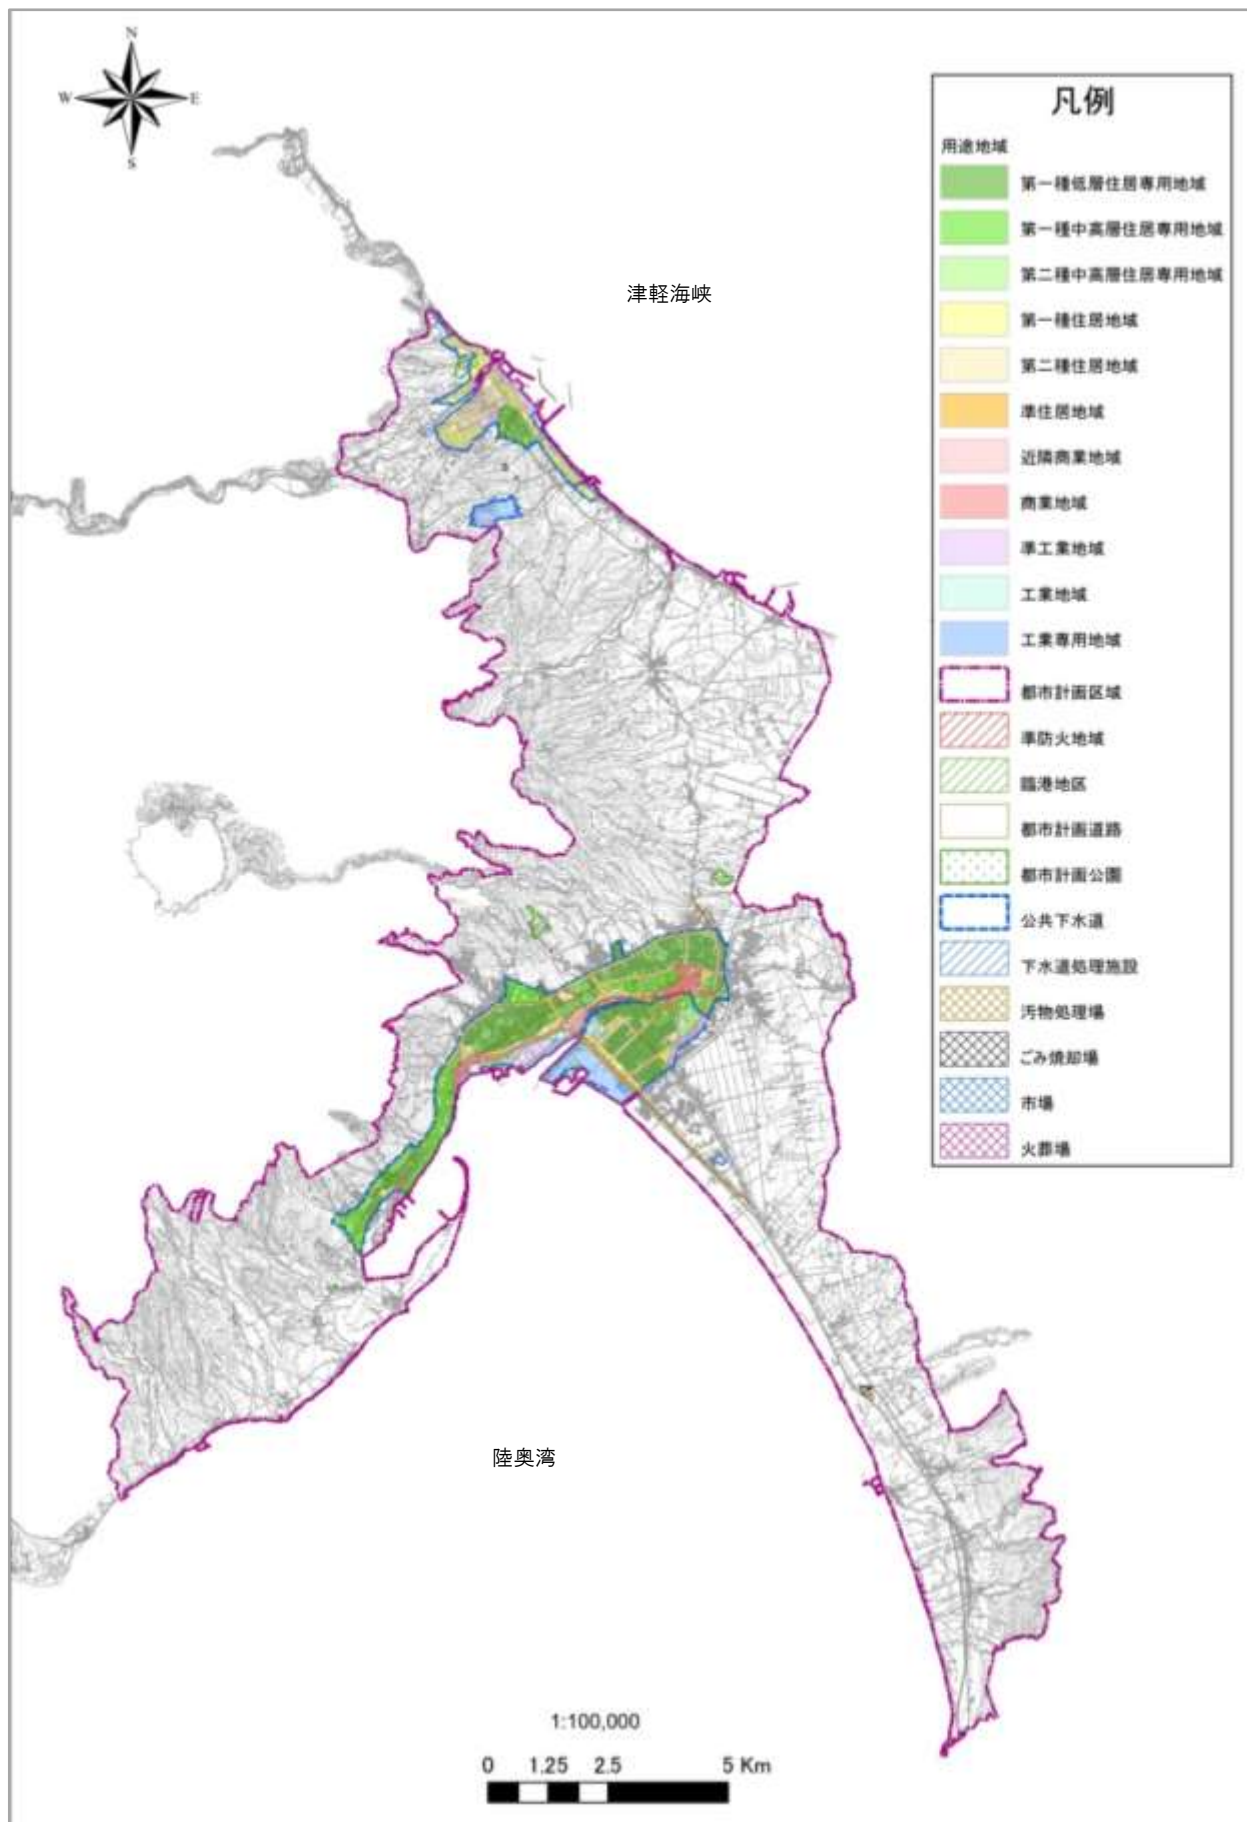 N
W E
S
凡例
用途地域
第一種低層住居専用地域
第一種中高層住居専用地域
第二種中高層住居専用地域
第一種住居地域
第二種住居地域
準住居地域
近隣商業地域
商業地域
準工業地域
工業地域
工業専用地域
都市計画区域
準防火地域
臨港地区
都市計画道路
都市計画公園
公共下水道
下水道処理施設
汚物処理場
ごみ焼却場
市場
火葬場
津軽海峡
陸奥湾
1:100,000
0 1.25 2.5 5 Km